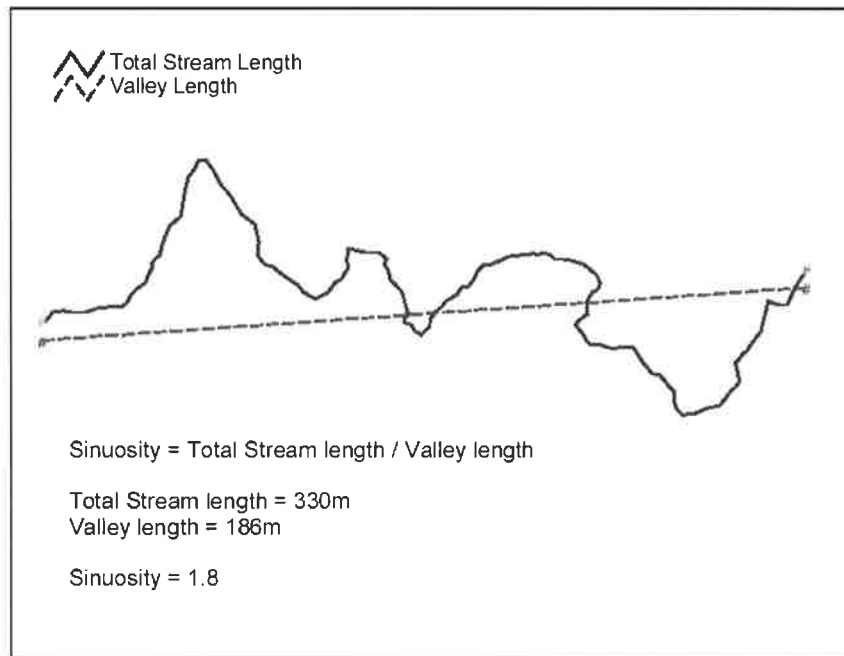 Total Stream Length
Valley Length
Sinuosity = Total Stream length / Valley length
Total Stream length = 330m
Valley length = 186m
Sinuosity = 1.8